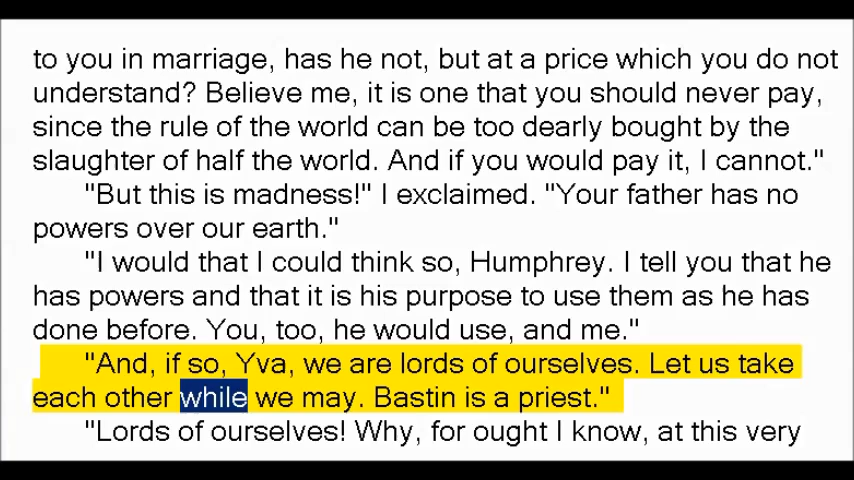 to you in marriage, has he not, but at a price which you do not
understand? Believe me, it is one that you should never pay,
since the rule of the world can be too dearly bought by the
slaughter of half the world. And if you would pay it, I cannot."
"But this is madness!" I exclaimed. "Your father has no
powers over our earth."
"I would that I could think so, Humphrey. I tell you that he
has powers and that it is his purpose to use them as he has
done before. You, too, he would use, and me."
"And, if so, Yva, we are lords of ourselves. Let us take
each other while we may. Bastin is a priest."
"Lords of ourselves! Why, for ought I know, at this very